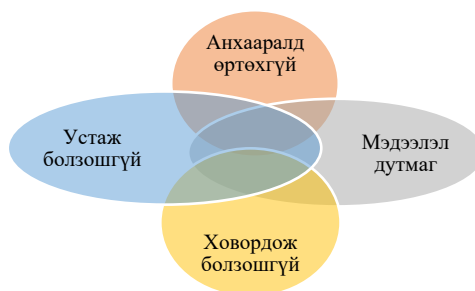 Анхааралд
өртөхгүй
Устаж
болзошгүй
Мэдээлэл
дутмаг
Ховордож
болзошгүй